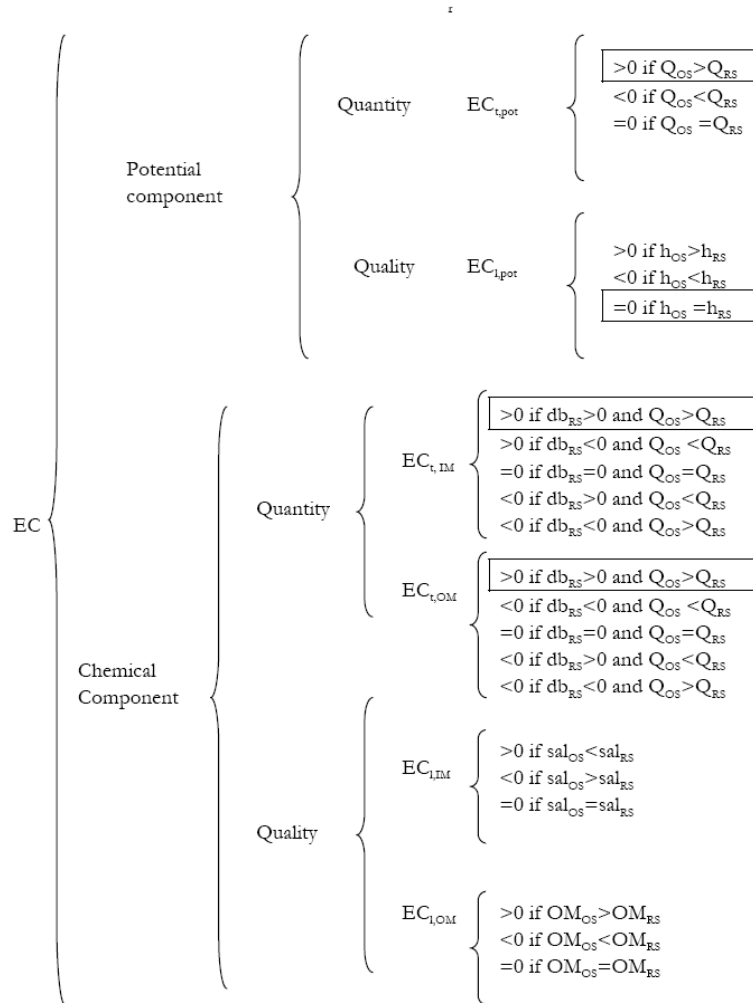 r
>0 if Q_OS>Q_RS
Quantity EC_t,pot <0 if Q_OS<Q_RS
=0 if Q_OS =Q_RS
Potential
component
Quality EC_l,pot >0 if h_OS>h_RS
<0 if h_OS<h_RS
=0 if h_OS =h_RS
>0 if db_RS>0 and Q_OS>Q_RS
>0 if db_RS<0 and Q_OS <Q_RS
EC_t, IM =0 if db_RS=0 and Q_OS=Q_RS
<0 if db_RS>0 and Q_OS<Q_RS
Quantity
<0 if db_RS<0 and Q_OS>Q_RS
EC
>0 if db_RS>0 and Q_OS>Q_RS
EC_t,OM <0 if db_RS<0 and Q_OS <Q_RS
=0 if db_RS=0 and Q_OS=Q_RS
<0 if db_RS>0 and Q_OS<Q_RS
<0 if db_RS<0 and Q_OS>Q_RS
Chemical
Component
>0 if sal_OS<sal_RS
EC_l,IM <0 if sal_OS>sal_RS
=0 if sal_OS=sal_RS
Quality
EC_l,OM >0 if OM_OS>OM_RS
<0 if OM_OS<OM_RS
=0 if OM_OS=OM_RS